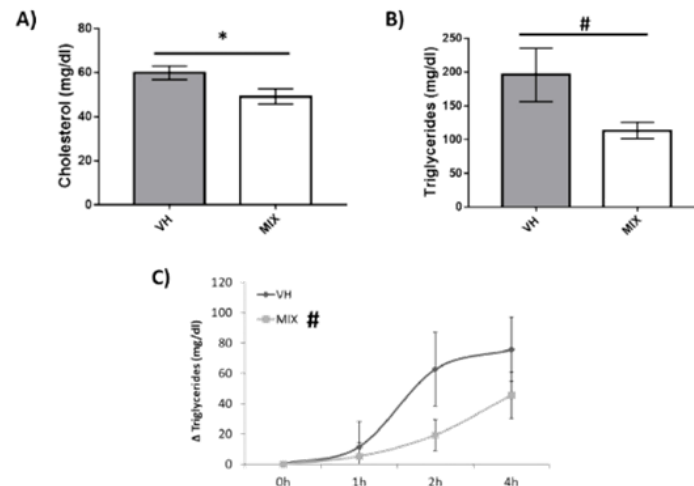 A)
*
Cholesterol (mg/dl)
80
60
40
20
0
VH
MIX
B)
#
Triglycerides (mg/dl)
250
200
150
100
50
0
VH
MIX
C)
Δ Triglycerides (mg/dl)
120
100
80
60
40
20
0
VH
MIX #
0h 1h 2h 4h